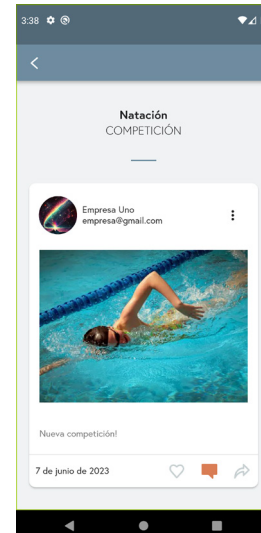 3:38
Natación
COMPETICIÓN
Empresa Uno
empresa@gmail.com
Nueva competición!
7 de junio de 2023